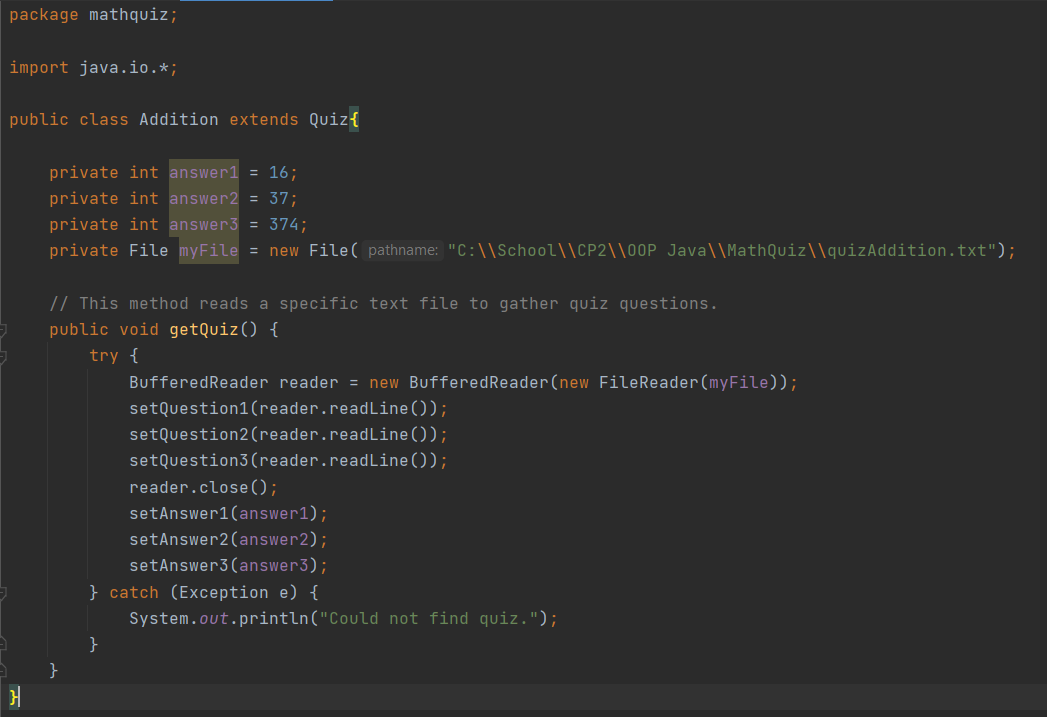 package mathquiz;
import java.io.*;
public class Addition extends Quiz{
private int answer1 = 16;
private int answer2 = 37;
private int answer3 = 374;
private File myFile = new File( pathname: "C:\\School\\CP2\\OOP Java\\MathQuiz\\quizAddition.txt");
// This method reads a specific text file to gather quiz questions.
public void getQuiz() {
try {
BufferedReader reader = new BufferedReader(new FileReader(myFile));
setQuestion1(reader.readLine());
setQuestion2(reader.readLine());
setQuestion3(reader.readLine());
reader.close();
setAnswer1(answer1);
setAnswer2(answer2);
setAnswer3(answer3);
} catch (Exception e) {
System.out.println("Could not find quiz.");
}
}
}